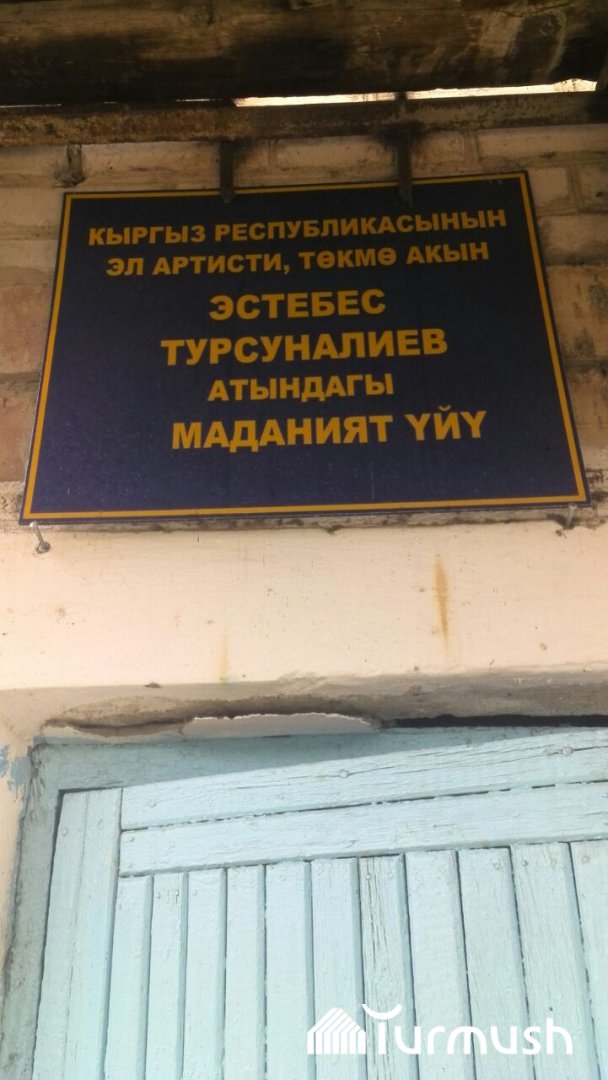 КЫРГЫЗ РЕСПУБЛИКАСЫНЫН
ЭЛ АРТИСТИ, ТӨКМӨ АКЫН
ЭСТЕБЕС
ТУРСУНАЛИЕВ
АТЫНДАГЫ
МАДАНИЯТ ҮЙҮ
Turmush